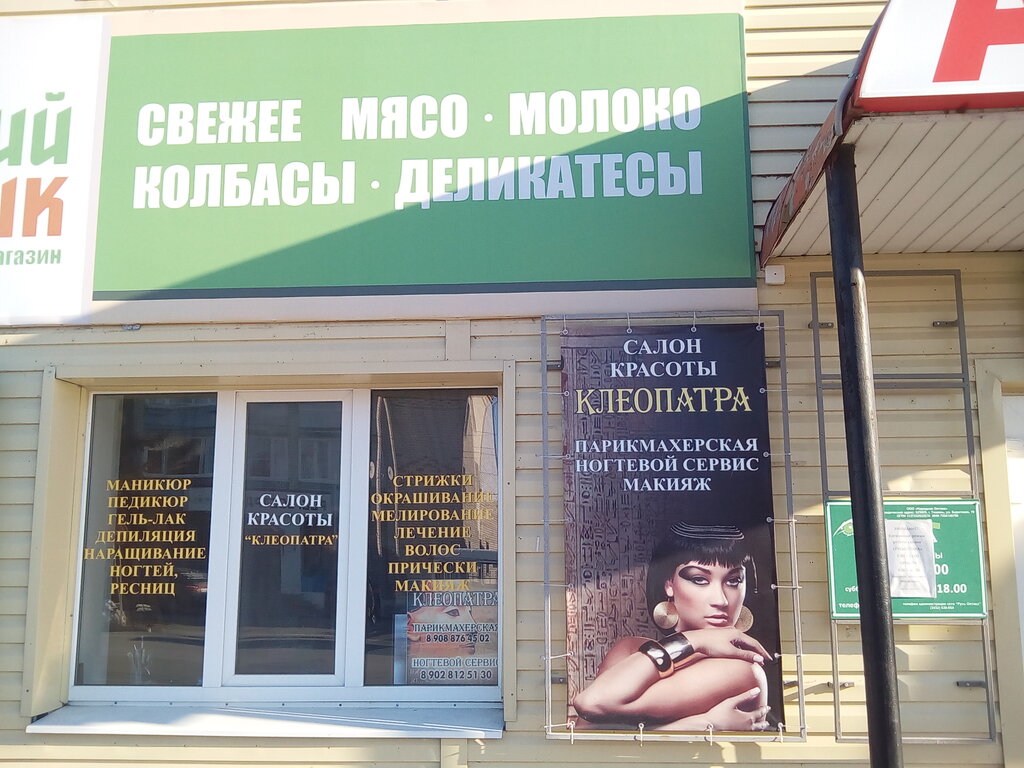 СВЕЖЕЕ МЯСО · МОЛОКО
КОЛБАСЫ · ДЕЛИКАТЕСЫ
МАНИКЮР
ПЕДИКЮР
ГЕЛЬ-ЛАК
ДЕПИЛЯЦИЯ
НАРАЩИВАНИЕ
НОГТЕЙ,
РЕСНИЦ
САЛОН
КРАСОТЫ
“КЛЕОПАТРА”
СТРИЖКИ
ОКРАШИВАНИЕ
МЕЛИРОВАНИЕ
ЛЕЧЕНИЕ
ВОЛОС
ПРИЧЕСКИ
МАКИЯЖ
КЛЕОПАТРА
ПАРИКМАХЕРСКАЯ
8 908 876 45 02
НОГТЕВОЙ СЕРВИС
8 902 812 51 30
САЛОН
КРАСОТЫ
КЛЕОПАТРА
ПАРИКМАХЕРСКАЯ
НОГТЕВОЙ СЕРВИС
МАКИЯЖ
18.00